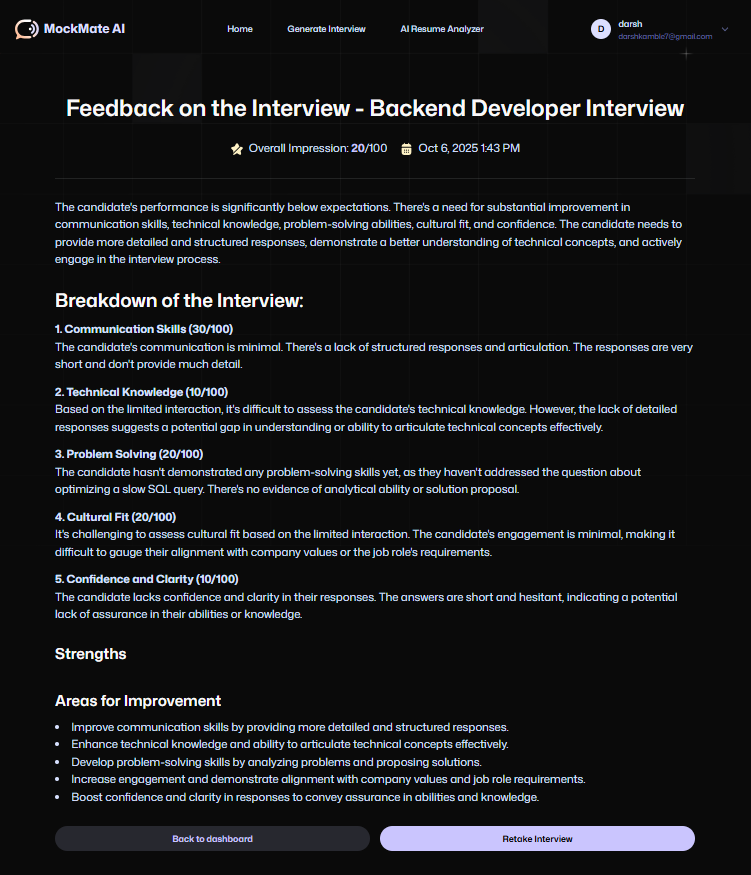 MockMate AI
Home
Generate Interview
AI Resume Analyzer
D
darsh
darshkamble7@gmail.com
Feedback on the Interview - Backend Developer Interview
Overall Impression: 20/100
Oct 6, 2025 1:43 PM
The candidate's performance is significantly below expectations. There's a need for substantial improvement in
communication skills, technical knowledge, problem-solving abilities, cultural fit, and confidence. The candidate needs to
provide more detailed and structured responses, demonstrate a better understanding of technical concepts, and actively
engage in the interview process.
Breakdown of the Interview:
1. Communication Skills (30/100)
The candidate's communication is minimal. There's a lack of structured responses and articulation. The responses are very
short and don't provide much detail.
2. Technical Knowledge (10/100)
Based on the limited interaction, it's difficult to assess the candidate's technical knowledge. However, the lack of detailed
responses suggests a potential gap in understanding or ability to articulate technical concepts effectively.
3. Problem Solving (20/100)
The candidate hasn't demonstrated any problem-solving skills yet, as they haven't addressed the question about
optimizing a slow SQL query. There's no evidence of analytical ability or solution proposal.
4. Cultural Fit (20/100)
It's challenging to assess cultural fit based on the limited interaction. The candidate's engagement is minimal, making it
difficult to gauge their alignment with company values or the job role's requirements.
5. Confidence and Clarity (10/100)
The candidate lacks confidence and clarity in their responses. The answers are short and hesitant, indicating a potential
lack of assurance in their abilities or knowledge.
Strengths
Areas for Improvement
• Improve communication skills by providing more detailed and structured responses.
• Enhance technical knowledge and ability to articulate technical concepts effectively.
• Develop problem-solving skills by analyzing problems and proposing solutions.
• Increase engagement and demonstrate alignment with company values and job role requirements.
• Boost confidence and clarity in responses to convey assurance in abilities and knowledge.
Back to dashboard
Retake Interview